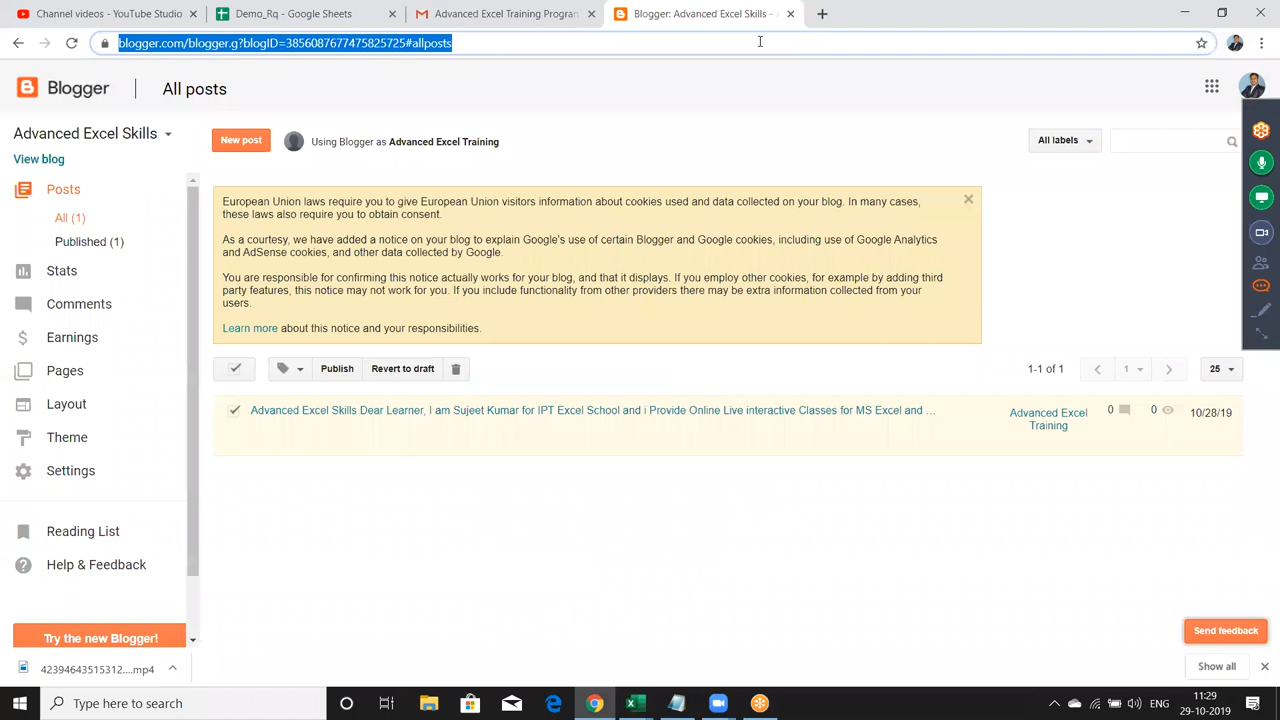 Channel videos - YouTube Studio
Demo_Rq - Google Sheets
Advanced Excel Training Program
Blogger: Advanced Excel Skills -
blogger.com/blogger.g?blogID=3856087677475825725#allposts
Blogger
All posts
Advanced Excel Skills
View blog
New post
Using Blogger as Advanced Excel Training
All labels
Posts
All (1)
Published (1)
Stats
Comments
Earnings
Pages
Layout
Theme
Settings
Reading List
Help & Feedback
Try the new Blogger!
European Union laws require you to give European Union visitors information about cookies used and data collected on your blog. In many cases,
these laws also require you to obtain consent.
As a courtesy, we have added a notice on your blog to explain Google's use of certain Blogger and Google cookies, including use of Google Analytics
and AdSense cookies, and other data collected by Google.
You are responsible for confirming this notice actually works for your blog, and that it displays. If you employ other cookies, for example by adding third
party features, this notice may not work for you. If you include functionality from other providers there may be extra information collected from your
users.
Learn more about this notice and your responsibilities.
Publish
Revert to draft
1-1 of 1
1
25
Advanced Excel Skills Dear Learner, I am Sujeet Kumar for IPT Excel School and i Provide Online Live interactive Classes for MS Excel and ...
Advanced Excel
Training
0
0
10/28/19
Send feedback
42394643515312....mp4
Show all
Type here to search
ENG
11:29
29-10-2019